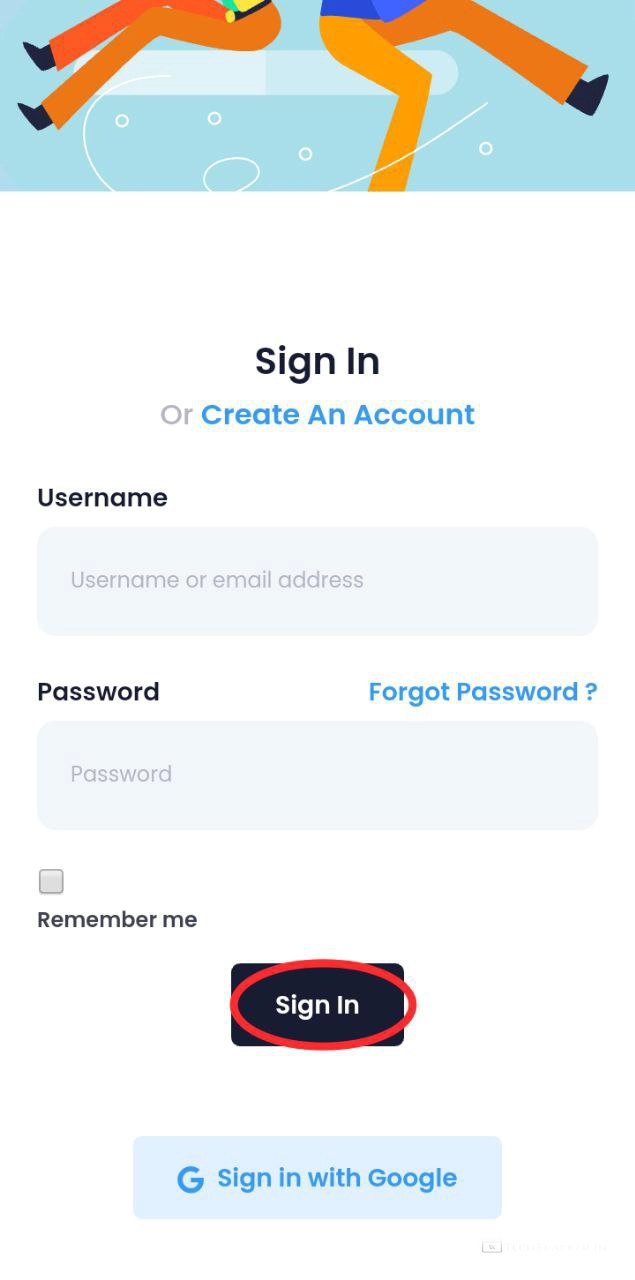 Sign In
Or Create An Account
Username
Username or email address
Password Forgot Password ?
Password
Remember me
Sign In
Sign in with Google